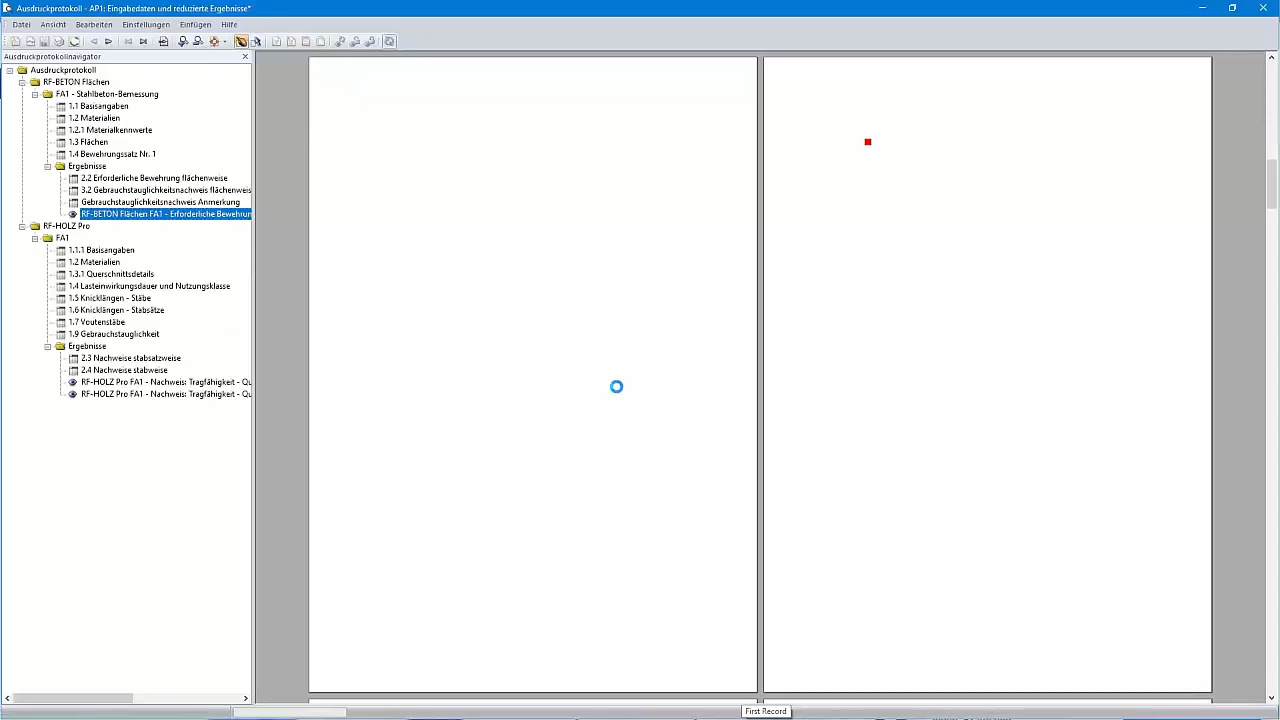 Ausdruckprotokoll - AP1: Eingabedaten und reduzierte Ergebnisse*
Datei Ansicht Bearbeiten Einstellungen Einfügen Hilfe
Ausdruckprotokollnavigator
Ausdruckprotokoll
RF-BETON Flächen
FA1 - Stahlbeton-Bemessung
1.1 Basisangaben
1.2 Materialien
1.2.1 Materialkennwerte
1.3 Flächen
1.4 Bewehrungssatz Nr. 1
Ergebnisse
2.2 Erforderliche Bewehrung flächenweise
3.2 Gebrauchstauglichkeitsnachweis flächenweis
Gebrauchstauglichkeitsnachweis Anmerkung
RF-BETON Flächen FA1 - Erforderliche Bewehrun
RF-HOLZ Pro
FA1
1.1.1 Basisangaben
1.2 Materialien
1.3.1 Querschnittsdetails
1.4 Lasteinwirkungsdauer und Nutzungsklasse
1.5 Knicklängen - Stäbe
1.6 Knicklängen - Stabsätze
1.7 Voutenstäbe
1.9 Gebrauchstauglichkeit
Ergebnisse
2.3 Nachweise stabsatzweise
2.4 Nachweise stabweise
RF-HOLZ Pro FA1 - Nachweis: Tragfähigkeit - Qu
RF-HOLZ Pro FA1 - Nachweis: Tragfähigkeit - Qu
First Record